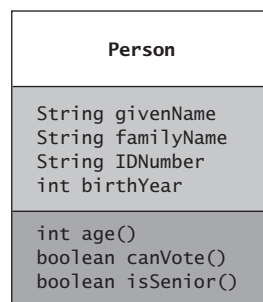 Person
String givenName
String familyName
String IDNumber
int birthYear
int age()
boolean canVote()
boolean isSenior()